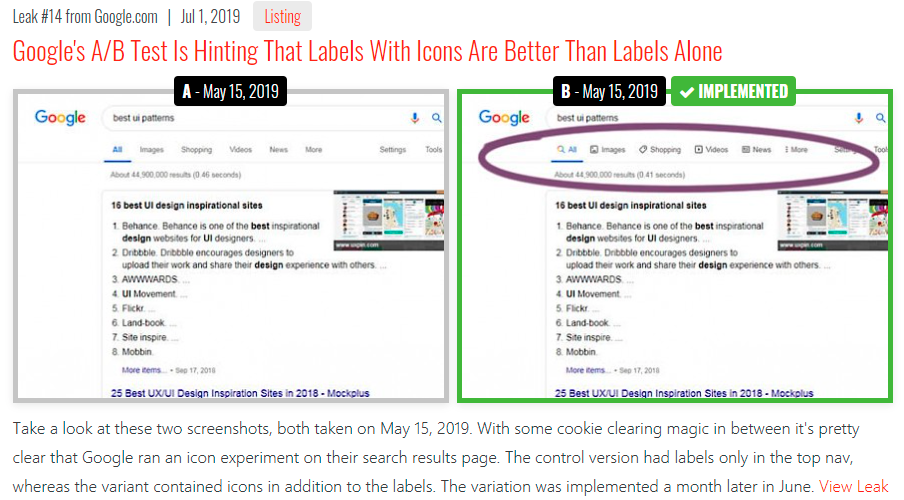 Leak #14 from Google.com | Jul 1, 2019 Listing
Google's A/B Test Is Hinting That Labels With Icons Are Better Than Labels Alone
A - May 15, 2019
Google best ui patterns
All Images Shopping Videos News More Settings Tools
About 44,900,000 results (0.46 seconds)
16 best UI design inspirational sites
1. Behance. Behance is one of the best inspirational
design websites for UI designers. ...
2. Dribbble. Dribbble encourages designers to
upload their work and share their design experience with others. ...
3. AWWWARDS. ...
4. UI Movement. ...
5. Flickr. ...
6. Land-book. ...
7. Site inspire. ...
8. Mobbin.
www.uxpin.com
More items... • Sep 17, 2018
25 Best UX/UI Design Inspiration Sites in 2018 - Mockplus
B - May 15, 2019 IMPLEMENTED
Google best ui patterns
All Images Shopping Videos News More Settings Tools
About 44,900,000 results (0.41 seconds)
16 best UI design inspirational sites
1. Behance. Behance is one of the best inspirational
design websites for UI designers. ...
2. Dribbble. Dribbble encourages designers to
upload their work and share their design experience with others. ...
3. AWWWARDS. ...
4. UI Movement. ...
5. Flickr. ...
6. Land-book. ...
7. Site inspire. ...
8. Mobbin.
www.uxpin.com
More items... • Sep 17, 2018
25 Best UX/UI Design Inspiration Sites in 2018 - Mockplus
Take a look at these two screenshots, both taken on May 15, 2019. With some cookie clearing magic in between it's pretty
clear that Google ran an icon experiment on their search results page. The control version had labels only in the top nav,
whereas the variant contained icons in addition to the labels. The variation was implemented a month later in June. View Leak